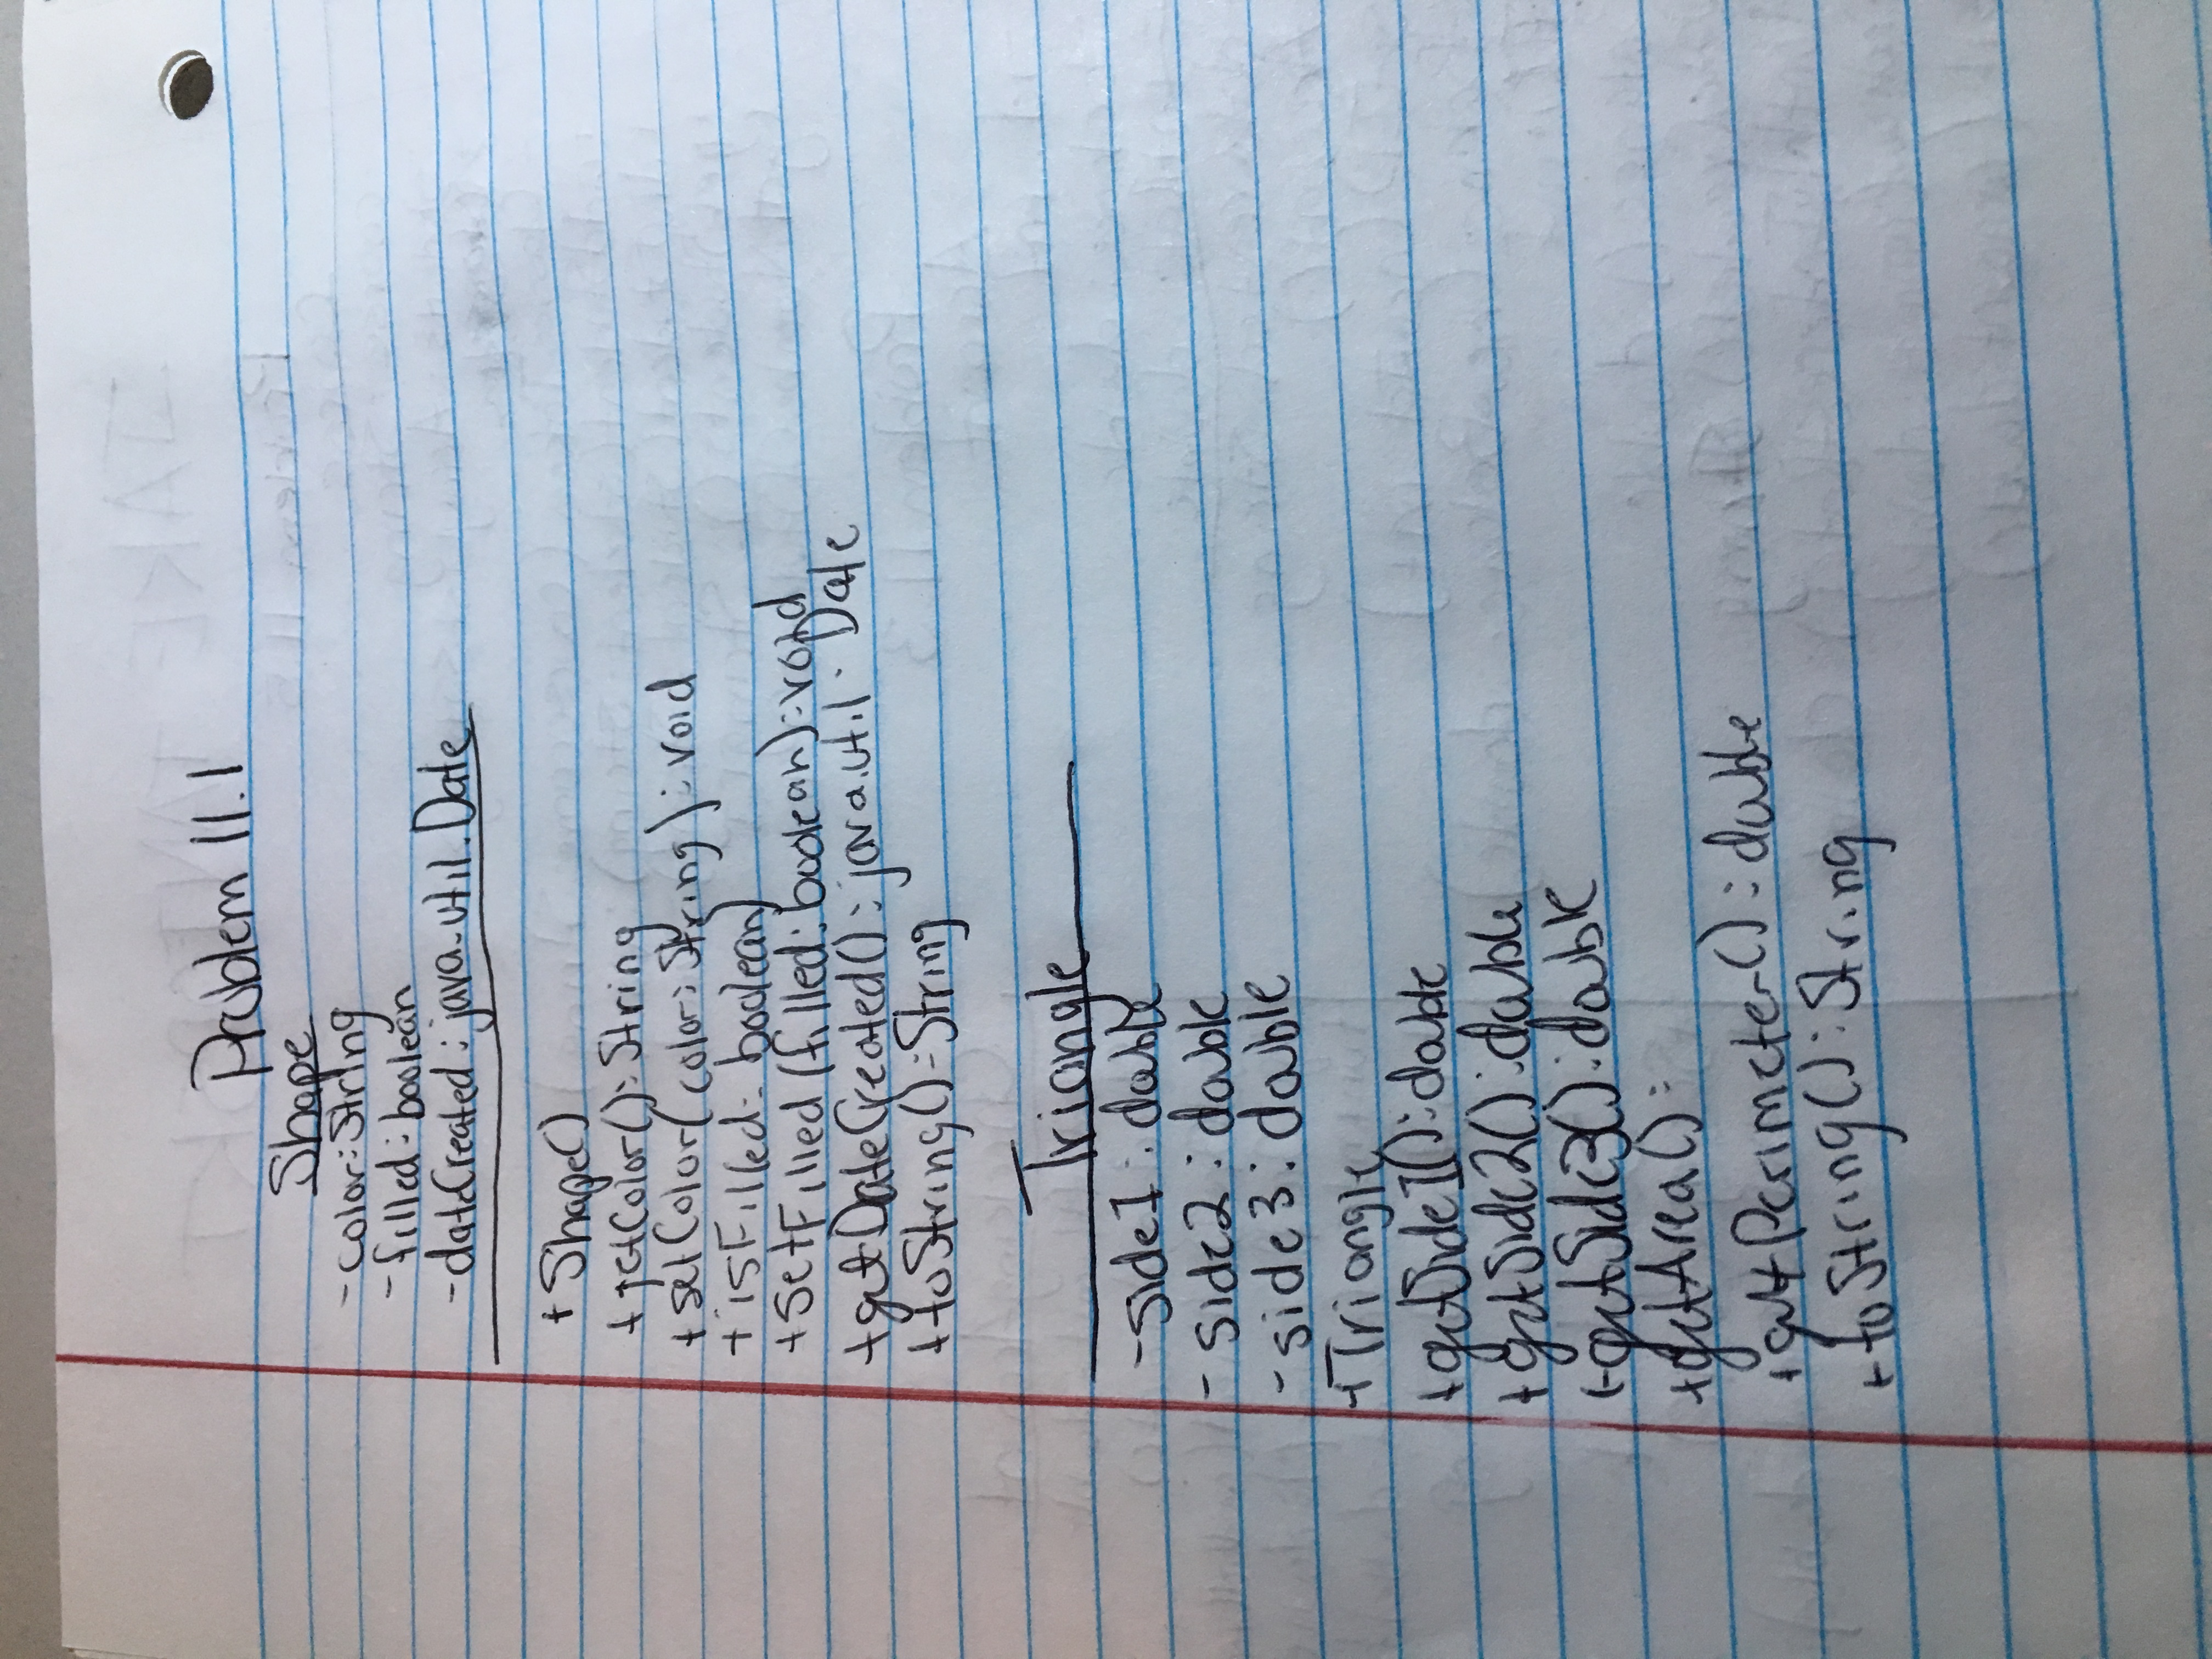 Problem 11.1
Shape
-color:String
-filled:boolean
-dateCreated:java.util.Date
+Shape()
+getColor():String
+setColor(color:String):void
+isFilled:boolean)
+setFilled(filled:boolean):void
+getDateCreated():java.util.Date
+toString():String
Triangle
-side1:double
-side2:double
-side3:double
+Triangle
+getSide1():double
+getSide2():double
+getSide3():double
+getArea():
+getPerimeter():double
+toString():String